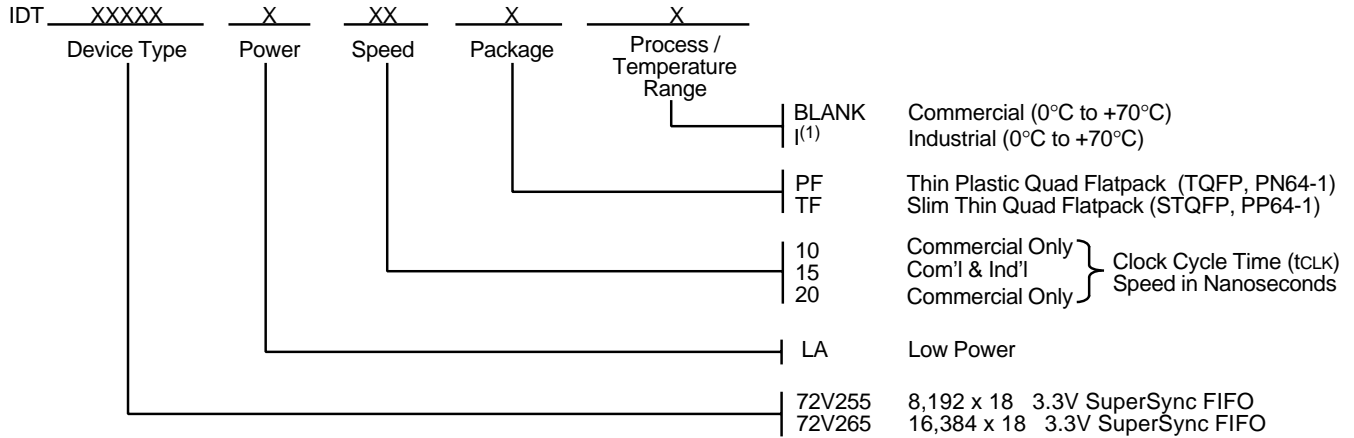 IDT XXXXX X XX X X
Device Type Power Speed Package Process /
Temperature
Range
BLANK Commercial (0°C to +70°C)
I(1) Industrial (0°C to +70°C)
PF Thin Plastic Quad Flatpack (TQFP, PN64-1)
TF Slim Thin Quad Flatpack (STQFP, PP64-1)
10 Commercial Only
15 Com'l & Ind'l
20 Commercial Only
Clock Cycle Time (tCLK)
Speed in Nanoseconds
LA Low Power
72V255 8,192 x 18 3.3V SuperSync FIFO
72V265 16,384 x 18 3.3V SuperSync FIFO